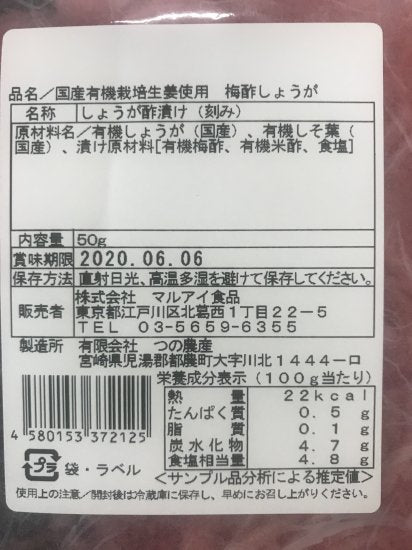 品名／国産有機栽培生姜使用　梅酢しょうが
名称　しょうが酢漬け（刻み）
原材料名／有機しょうが（国産）、有機しそ葉（
国産）、漬け原材料[有機梅酢、有機米酢、食塩]
内容量　50g
賞味期限　2020.06.06
保存方法　直射日光、高温多湿を避けて保存してください。
販売者　株式会社　マルアイ食品
東京都江戸川区北葛西１丁目２２－５
ＴＥＬ　０３－５６５９－６３５５
製造所　有限会社　つの農産
宮崎県児湯郡都農町大字川北１４４４－ロ
栄養成分表示（１００g当たり）
熱量　２２kcal
たんぱく質　０．５　g
脂質　０．１　g
炭水化物　４．７　g
食塩相当量　４．８　g
＜サンプル品分析による推定値＞
4 580153 372125
プラ　袋・ラベル
使用上の注意／開封後は冷蔵庫に保存し、早めにお召し上がりください。